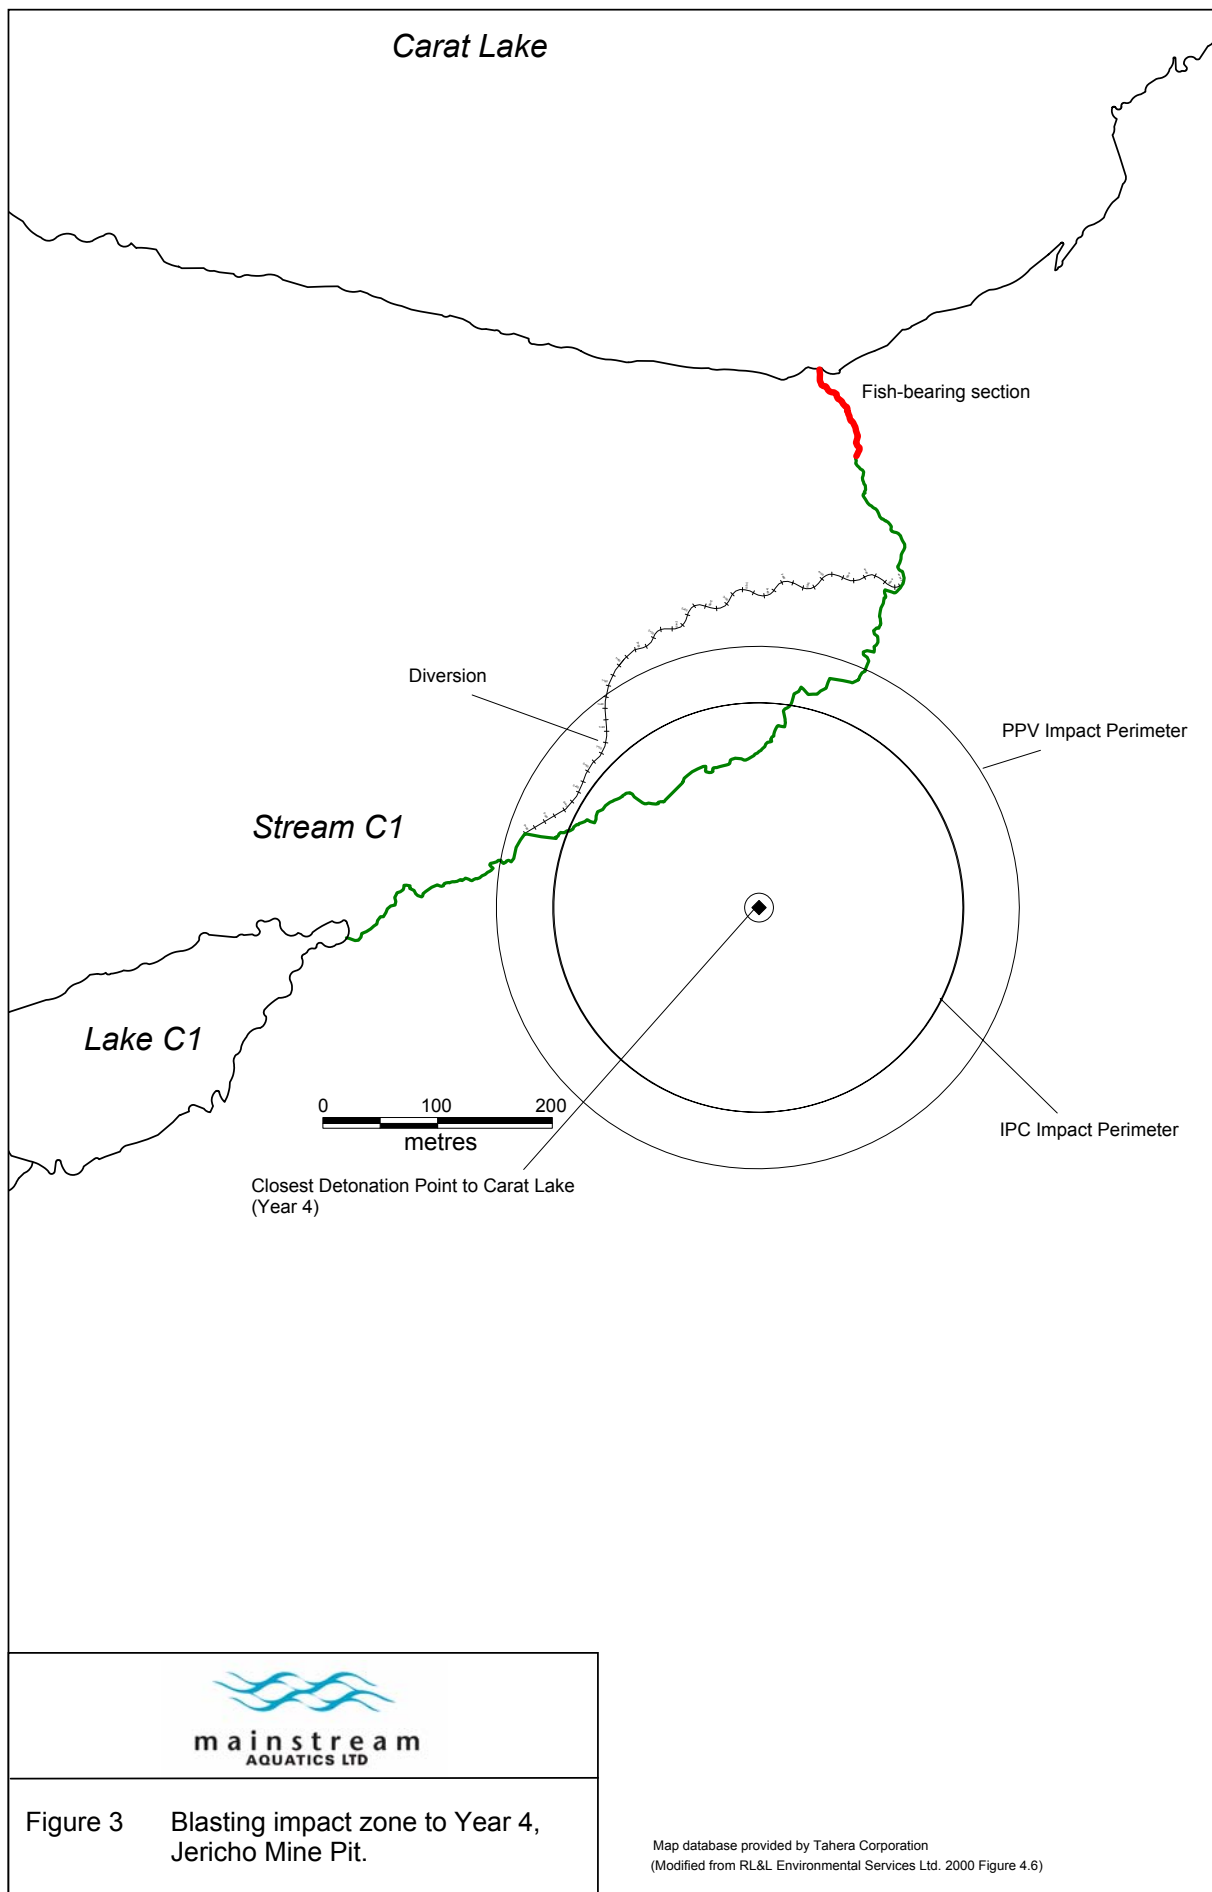 Carat Lake
Fish-bearing section
Diversion
PPV Impact Perimeter
Stream C1
Lake C1
0 100 200
metres
IPC Impact Perimeter
Closest Detonation Point to Carat Lake
(Year 4)
mainstream
AQUATICS LTD
Figure 3 Blasting impact zone to Year 4,
Jericho Mine Pit.
Map database provided by Tahera Corporation
(Modified from RL&L Environmental Services Ltd. 2000 Figure 4.6)